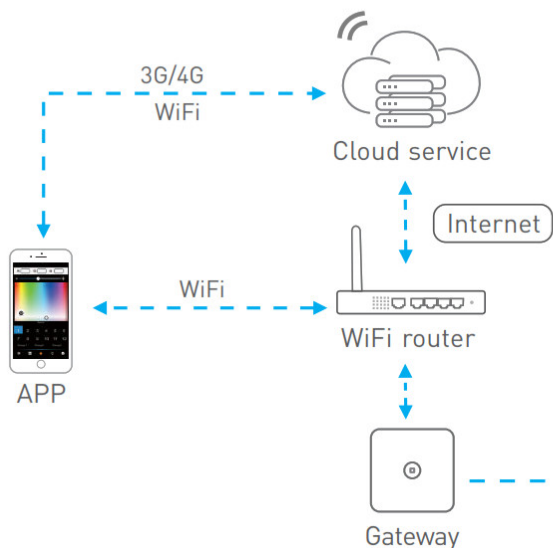 3G/4G
WiFi
Cloud service
Internet
WiFi
WiFi router
APP
Gateway